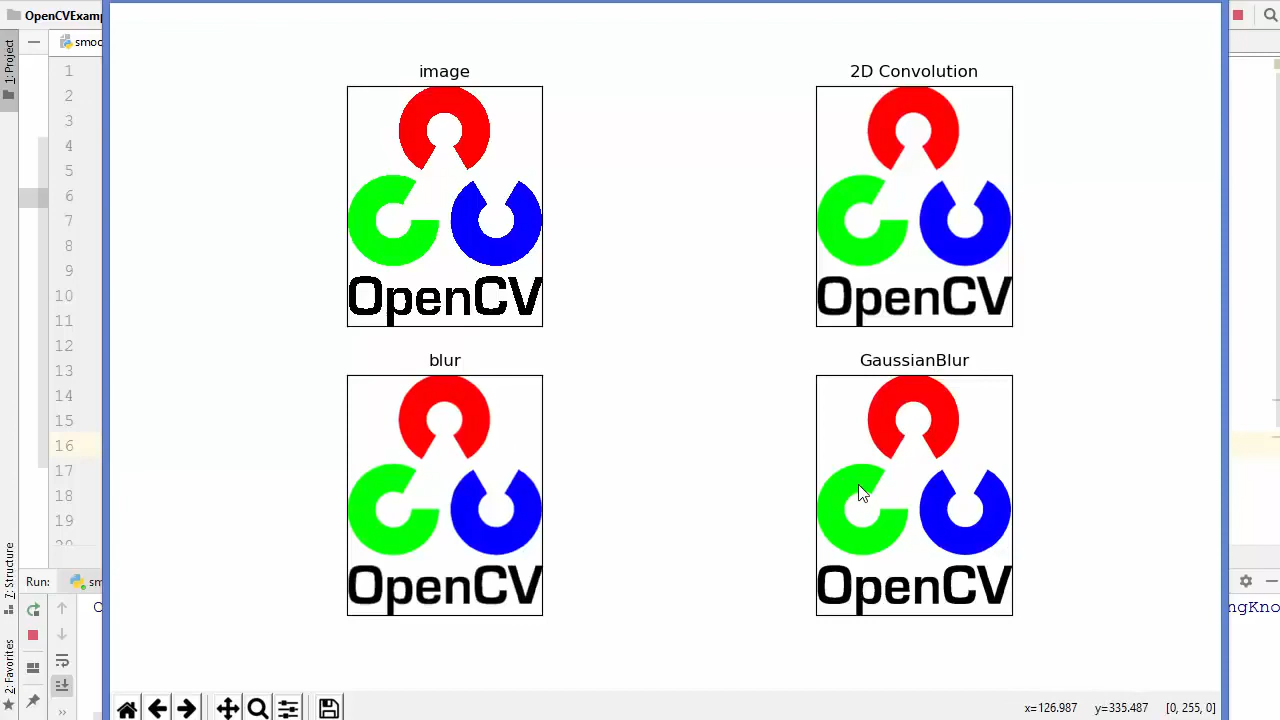 OpenCVExamp
1: Project
smoo
1
2
3
4
5
6
7
8
9
10
11
12
13
14
15
16
17
18
19
20
image
2D Convolution
OpenCV
OpenCV
blur
GaussianBlur
OpenCV
OpenCV
7: Structure
2: Favorites
Run:
sm
ngKno
x=126.987 y=335.487 [0, 255, 0]